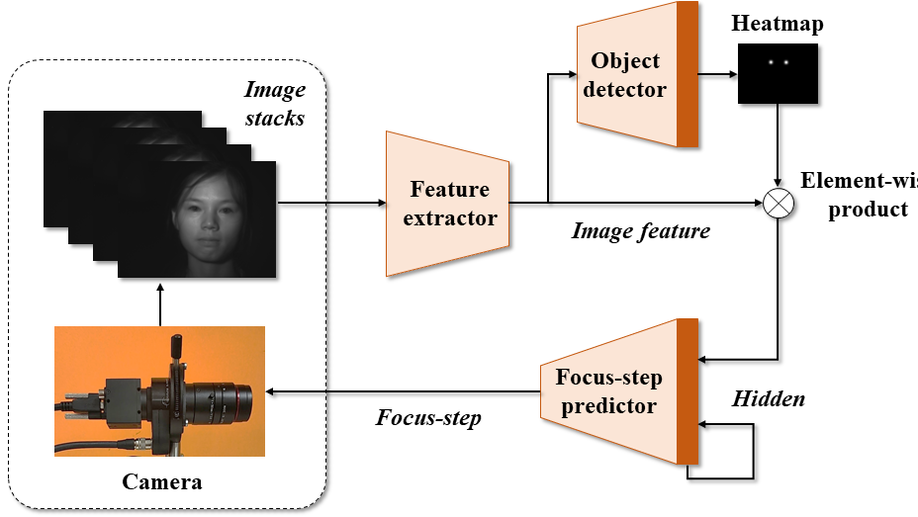 Heatmap
Object
detector
Image
stacks
Feature
extractor
Element-wis
product
Image feature
Focus-step
predictor
Hidden
Focus-step
Camera